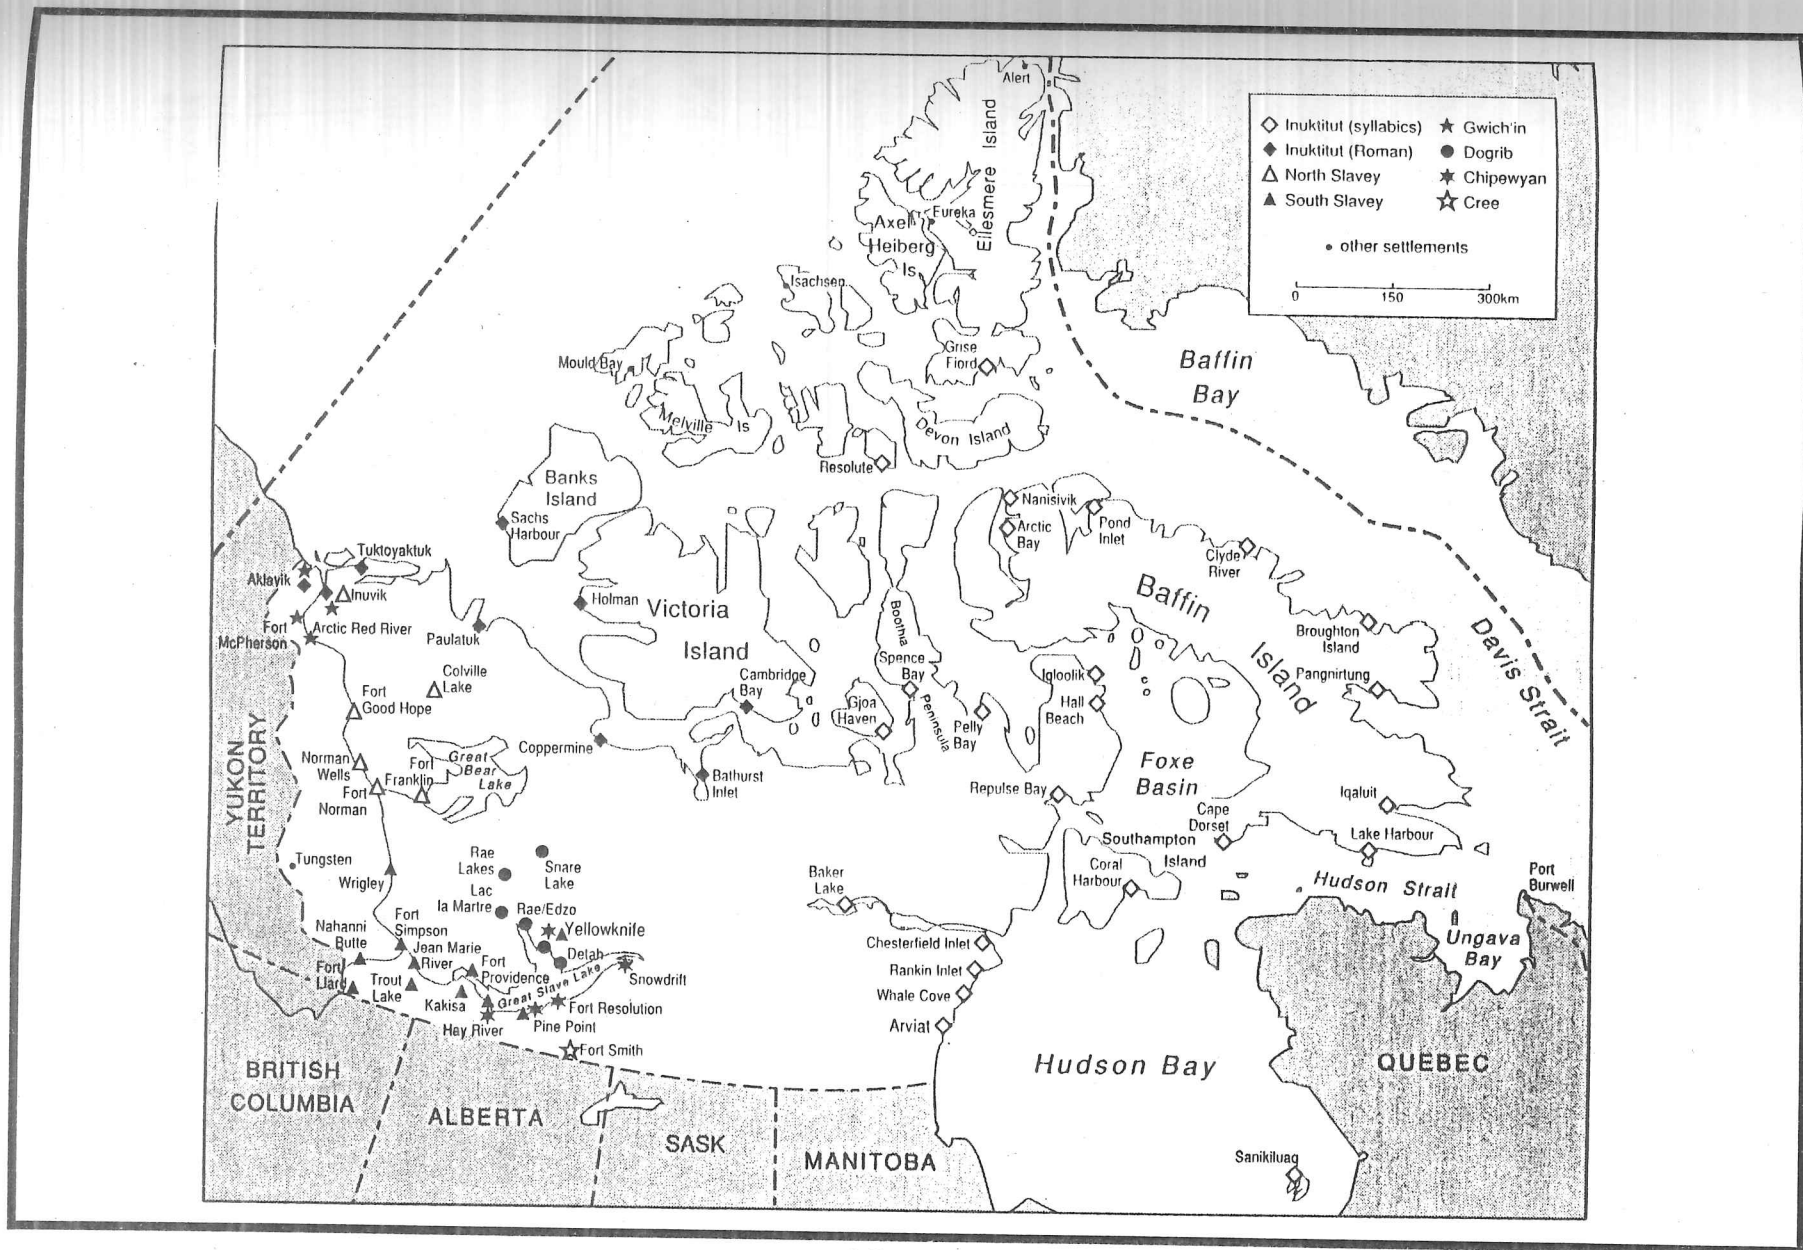 Alert
Inuktitut (syllabics)
Inuktitut (Roman)
North Slavey
South Slavey
Gwich'in
Dogrib
Chipewyan
Cree
other settlements
0 150 300km
Ellesmere Island
Eureka
Axel
Heiberg
Is.
Isachsen
Mould Bay
Grise
Fiord
Baffin
Bay
Melville Is
Devon Island
Resolute
Banks
Island
Sachs
Harbour
Nanisivik
Arctic
Bay
Pond
Inlet
Clyde
River
Tuktoyaktuk
Aklavik
Inuvik
Fort
McPherson
Arctic Red River
Paulatuk
Holman
Victoria
Island
Boothia
Peninsula
Spence
Bay
Baffin
Island
Broughton
Island
Pangnirtung
Davis Strait
Colville
Lake
Fort
Good Hope
Cambridge
Bay
Gjoa
Haven
Pelly
Bay
Igloolik
Hall
Beach
Norman
Wells
Fort
Franklin
Great
Bear
Lake
Fort
Norman
Coppermine
Bathurst
Inlet
Repulse Bay
Foxe
Basin
Cape
Dorset
Iqaluit
Lake Harbour
YUKON
TERRITORY
Tungsten
Wrigley
Rae
Lakes
Snare
Lake
Lac
la Martre
Rae/Edzo
Yellowknife
Detah
Baker
Lake
Southampton
Island
Coral
Harbour
Hudson Strait
Port
Burwell
Ungava
Bay
Nahanni
Butte
Fort
Simpson
Jean Marie
River
Fort
Providence
Great Slave Lake
Snowdrift
Fort
Liard
Trout
Lake
Kakisa
Hay River
Pine Point
Fort Resolution
Fort Smith
Chesterfield Inlet
Rankin Inlet
Whale Cove
Arviat
Hudson Bay
QUEBEC
BRITISH
COLUMBIA
ALBERTA
SASK
MANITOBA
Sanikiluaq